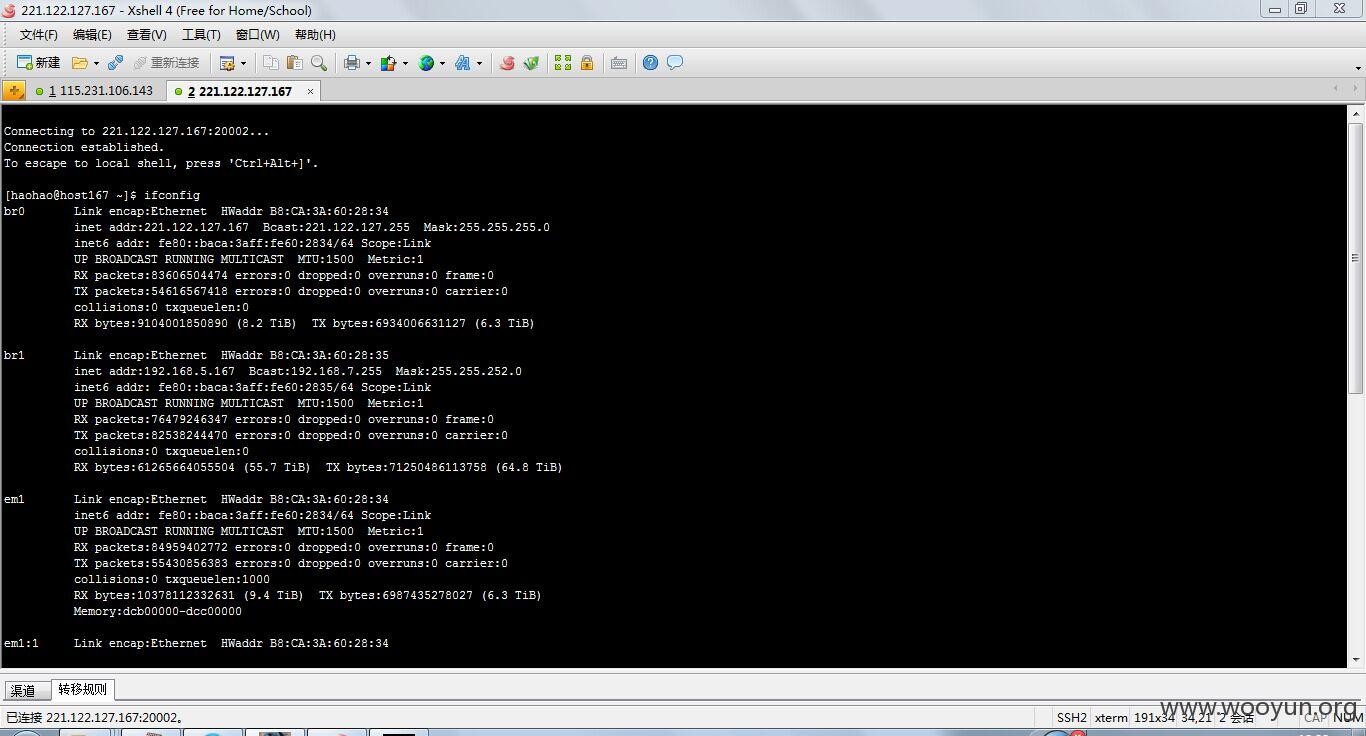 221.122.127.167 - Xshell 4 (Free for Home/School)
文件(F) 编辑(E) 查看(V) 工具(T) 窗口(W) 帮助(H)
新建 重新连接
1 115.231.106.143 2 221.122.127.167 ×
Connecting to 221.122.127.167:20002...
Connection established.
To escape to local shell, press 'Ctrl+Alt+]'.
[haohao@host167 ~]$ ifconfig
br0 Link encap:Ethernet HWaddr B8:CA:3A:60:28:34
inet addr:221.122.127.167 Bcast:221.122.127.255 Mask:255.255.255.0
inet6 addr: fe80::baca:3aff:fe60:2834/64 Scope:Link
UP BROADCAST RUNNING MULTICAST MTU:1500 Metric:1
RX packets:83606504474 errors:0 dropped:0 overruns:0 frame:0
TX packets:54616567418 errors:0 dropped:0 overruns:0 carrier:0
collisions:0 txqueuelen:0
RX bytes:9104001850890 (8.2 TiB) TX bytes:6934006631127 (6.3 TiB)
br1 Link encap:Ethernet HWaddr B8:CA:3A:60:28:35
inet addr:192.168.5.167 Bcast:192.168.7.255 Mask:255.255.252.0
inet6 addr: fe80::baca:3aff:fe60:2835/64 Scope:Link
UP BROADCAST RUNNING MULTICAST MTU:1500 Metric:1
RX packets:76479246347 errors:0 dropped:0 overruns:0 frame:0
TX packets:82538244470 errors:0 dropped:0 overruns:0 carrier:0
collisions:0 txqueuelen:0
RX bytes:61265664055504 (55.7 TiB) TX bytes:71250486113758 (64.8 TiB)
em1 Link encap:Ethernet HWaddr B8:CA:3A:60:28:34
inet6 addr: fe80::baca:3aff:fe60:2834/64 Scope:Link
UP BROADCAST RUNNING MULTICAST MTU:1500 Metric:1
RX packets:84959402772 errors:0 dropped:0 overruns:0 frame:0
TX packets:55430856383 errors:0 dropped:0 overruns:0 carrier:0
collisions:0 txqueuelen:1000
RX bytes:10378112332631 (9.4 TiB) TX bytes:6987435278027 (6.3 TiB)
Memory:dcb00000-dcc00000
em1:1 Link encap:Ethernet HWaddr B8:CA:3A:60:28:34
渠道 转移规则
已连接 221.122.127.167:20002。 SSH2 xterm 191x34 34,21 2 会话 CAP NUM
www.wooyun.org